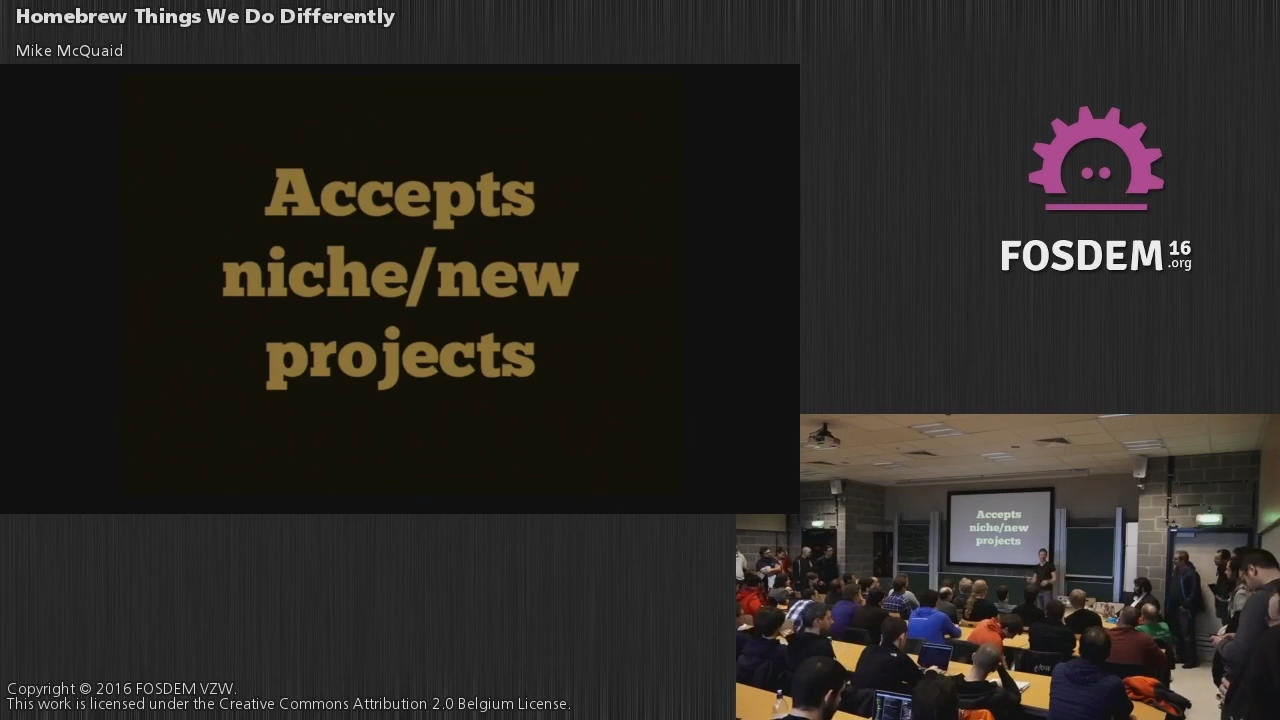 Homebrew Things We Do Differently
Mike McQuaid
Accepts
niche/new
projects
FOSDEM 16
.org
Accepts
niche/new
projects
Copyright © 2016 FOSDEM VZW.
This work is licensed under the Creative Commons Attribution 2.0 Belgium License.